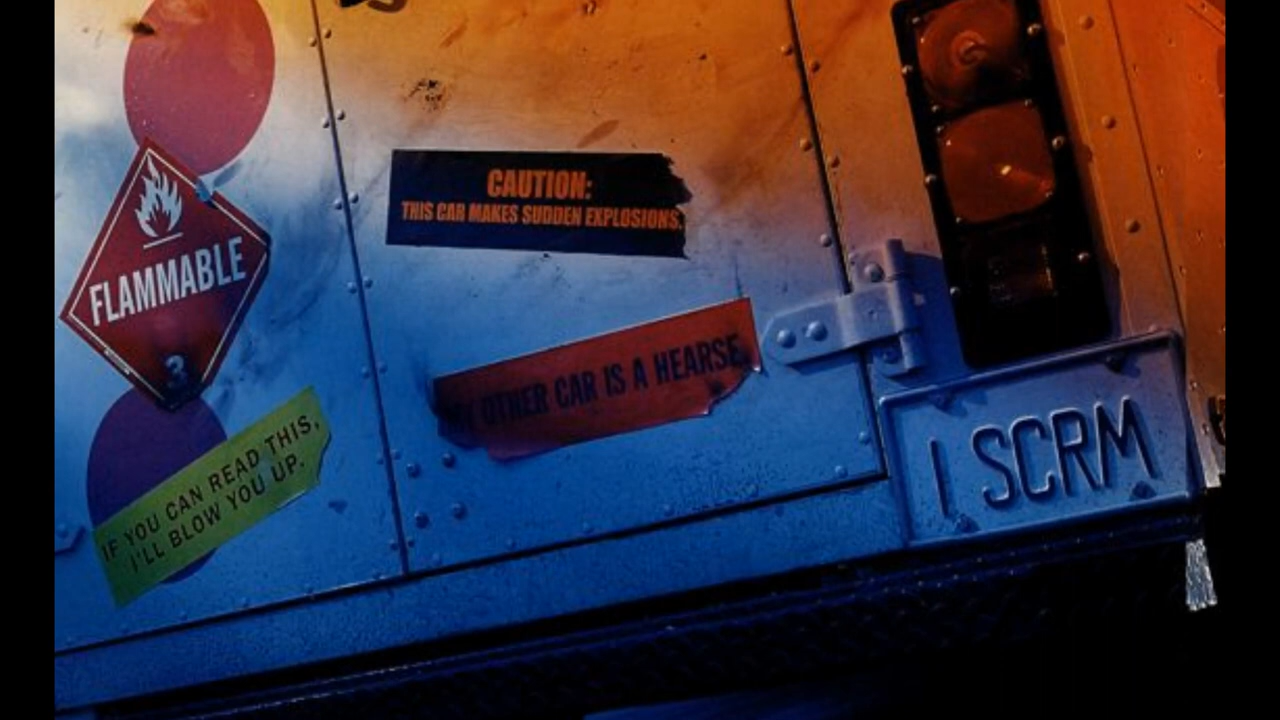 CAUTION:
THIS CAR MAKES SUDDEN EXPLOSIONS.
FLAMMABLE
3
OTHER CAR IS A HEARSE.
IF YOU CAN READ THIS,
I'LL BLOW YOU UP.
I SCRM